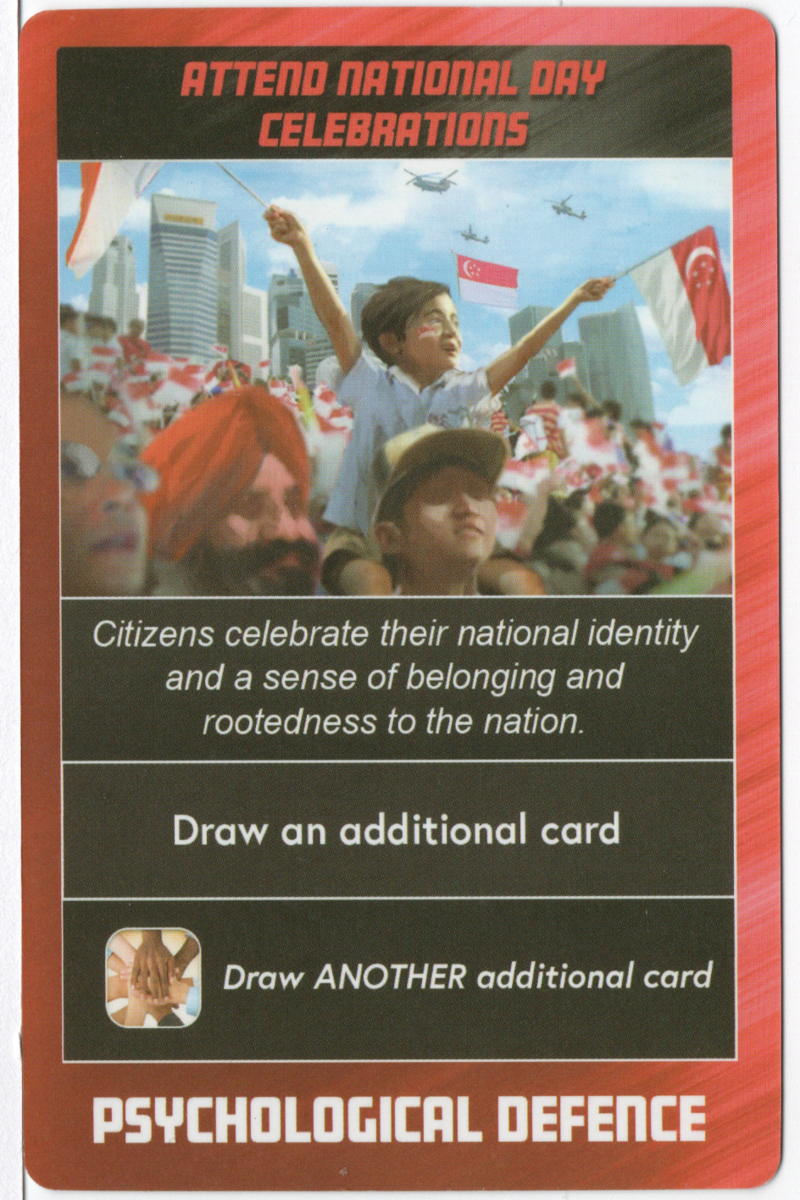 ATTEND NATIONAL DAY
CELEBRATIONS
Citizens celebrate their national identity
and a sense of belonging and
rootedness to the nation.
Draw an additional card
Draw ANOTHER additional card
PSYCHOLOGICAL DEFENCE